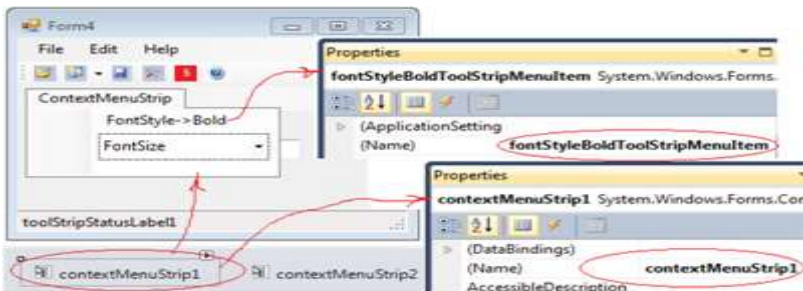 Form4
File Edit Help
ContextMenuStrip
FontStyle->Bold
FontSize
toolStripStatusLabel1
contextMenuStrip1
contextMenuStrip2
Properties
fontStyleBoldToolStripMenuItem System.Windows.Forms.
(ApplicationSetting
(Name) fontStyleBoldToolStripMenuItem
Properties
contextMenuStrip1 System.Windows.Forms.Con
(DataBindings)
(Name) contextMenuStrip1
AccessibleDescription